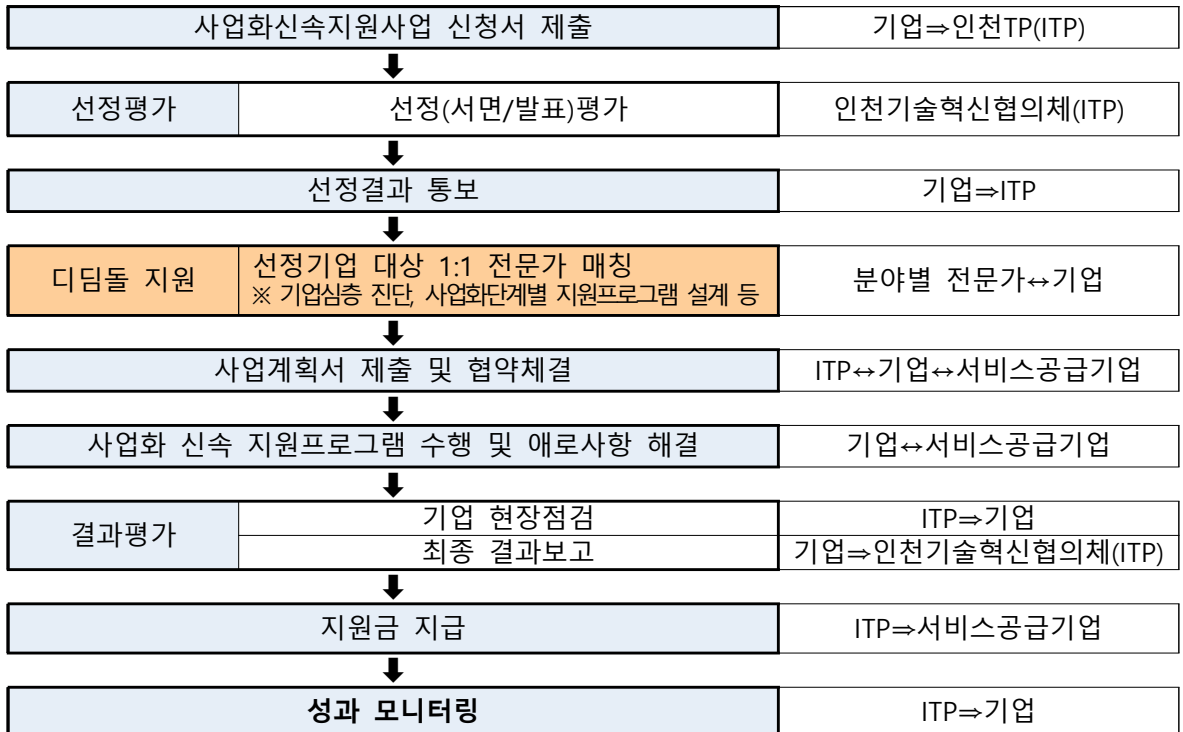 사업화신속지원사업 신청서 제출 기업⇒인천TP(ITP)
선정평가 선정(서면/발표)평가 인천기술혁신협의체(ITP)
선정결과 통보 기업⇒ITP
디딤돌 지원 선정기업 대상 1:1 전문가 매칭
※ 기업심층 진단, 사업화단계별 지원프로그램 설계 등
분야별 전문가↔기업
사업계획서 제출 및 협약체결 ITP↔기업↔서비스공급기업
사업화 신속 지원프로그램 수행 및 애로사항 해결 기업↔서비스공급기업
결과평가
기업 현장점검 ITP⇒기업
최종 결과보고 기업⇒인천기술혁신협의체(ITP)
지원금 지급 ITP⇒서비스공급기업
성과 모니터링 ITP⇒기업